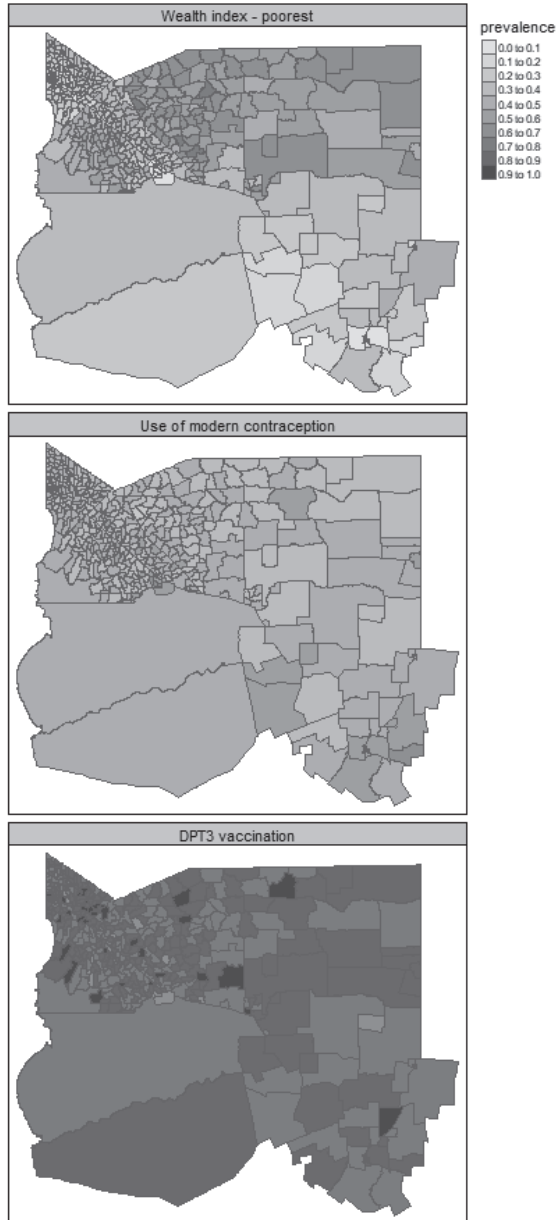 Wealth index - poorest
prevalence
0.0 to 0.1
0.1 to 0.2
0.2 to 0.3
0.3 to 0.4
0.4 to 0.5
0.5 to 0.6
0.6 to 0.7
0.7 to 0.8
0.8 to 0.9
0.9 to 1.0
Use of modern contraception
DPT3 vaccination